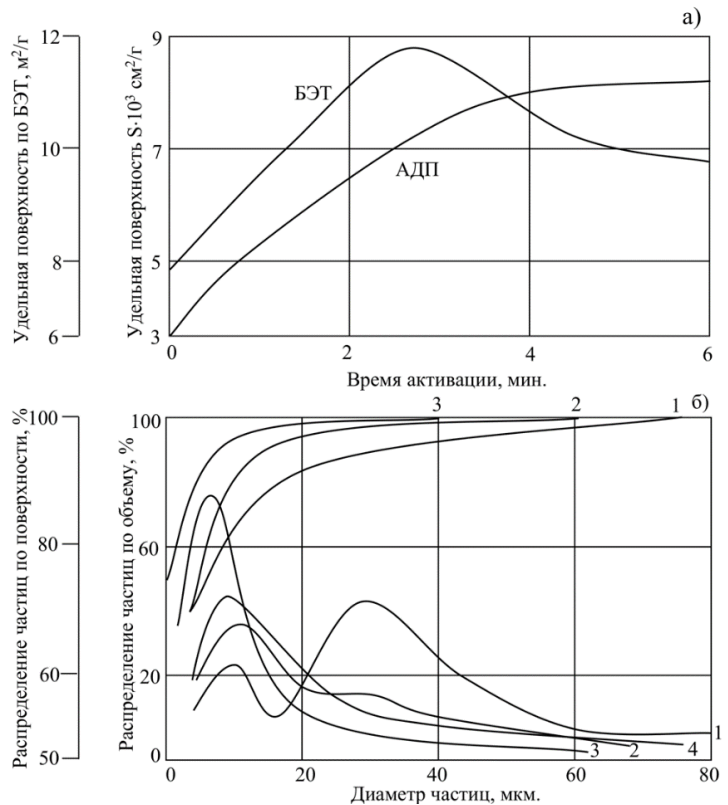 а)
Удельная поверхность по БЭТ, м²/г
12
10
8
6
Удельная поверхность S·10³ см²/г
9
7
5
3
БЭТ
АДП
0 2 4 6
Время активации, мин.
б)
Распределение частиц по поверхности, %
100
80
60
50
Распределение частиц по объему, %
100
60
20
0
3 2 1
1
3 2 4
0 20 40 60 80
Диаметр частиц, мкм.